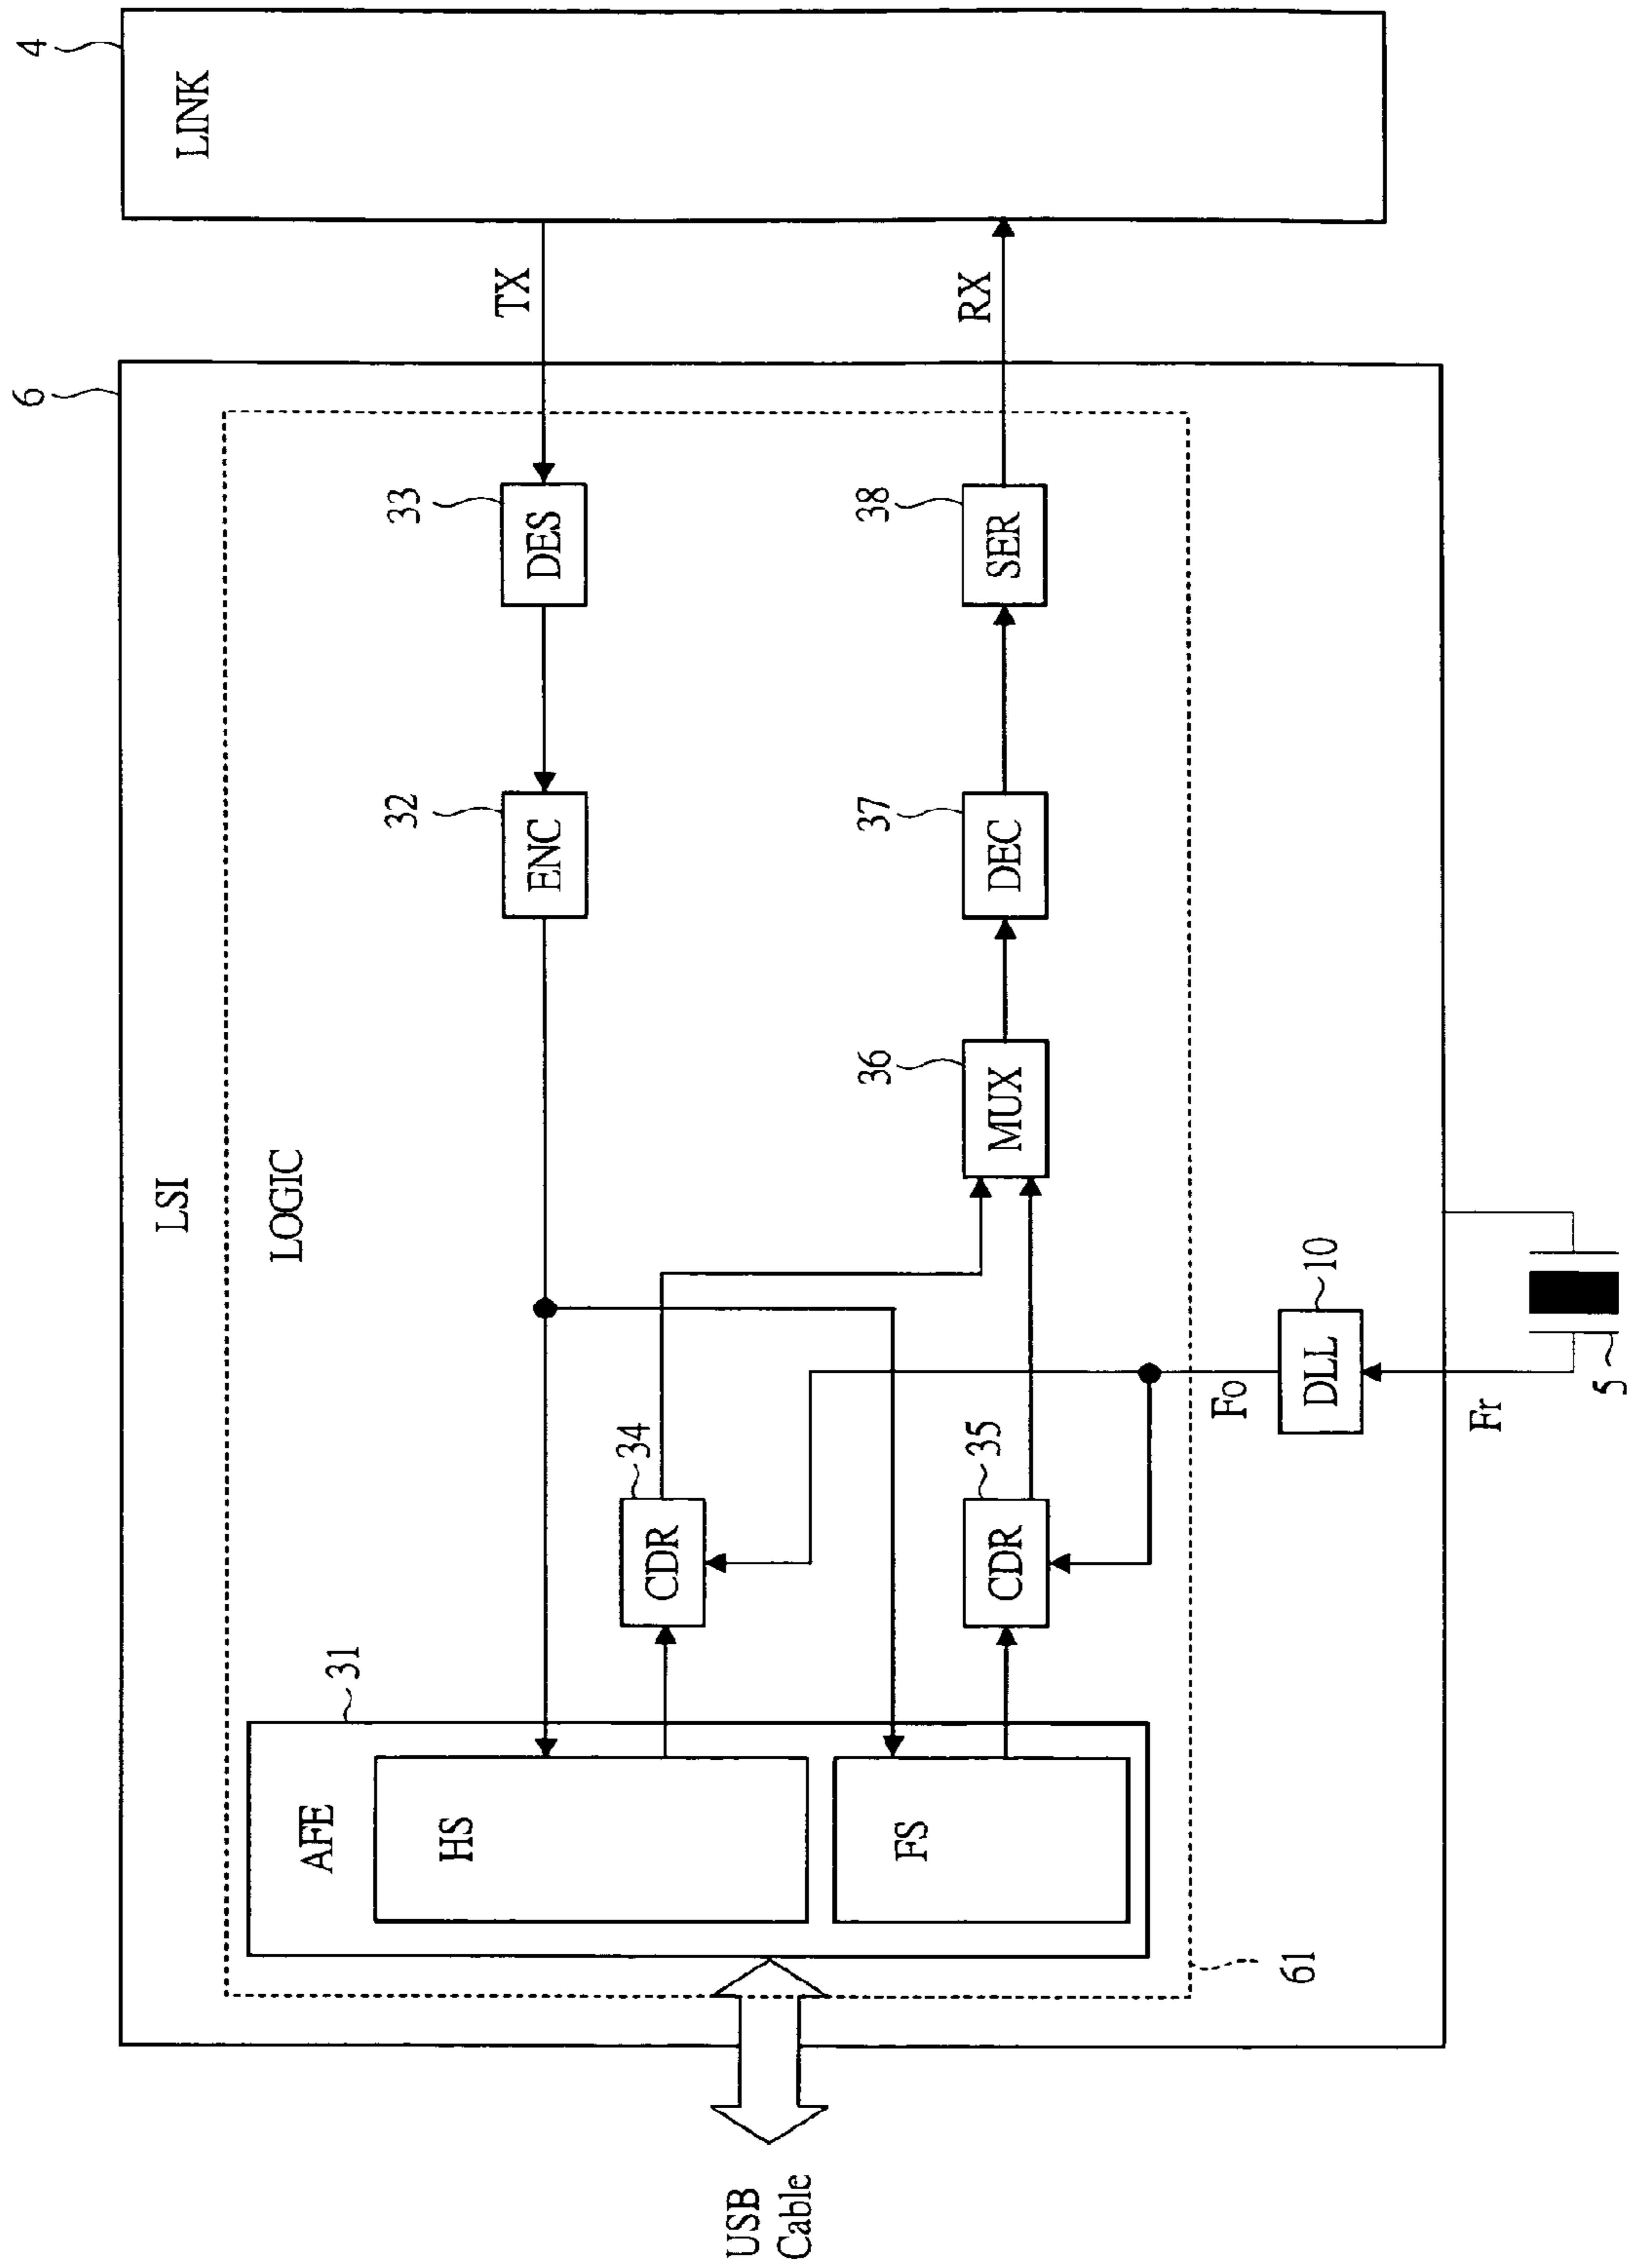 6
4
LSI
LINK
LOGIC
31
AFE
HS
FS
32
ENC
33
DES
TX
34
CDR
35
CDR
36
MUX
37
DEC
38
SER
RX
USB
Cable
61
Fo
DLL
10
Fr
5